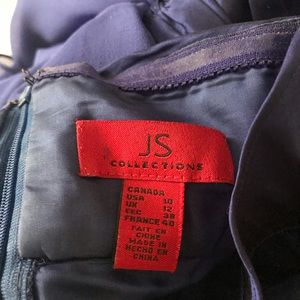 JS
COLLECTIONS
CANADA
USA 10
UK 12
EEC 38
FRANCE 40
FAIT EN
CHINE
MADE IN
HECHO EN
CHINA